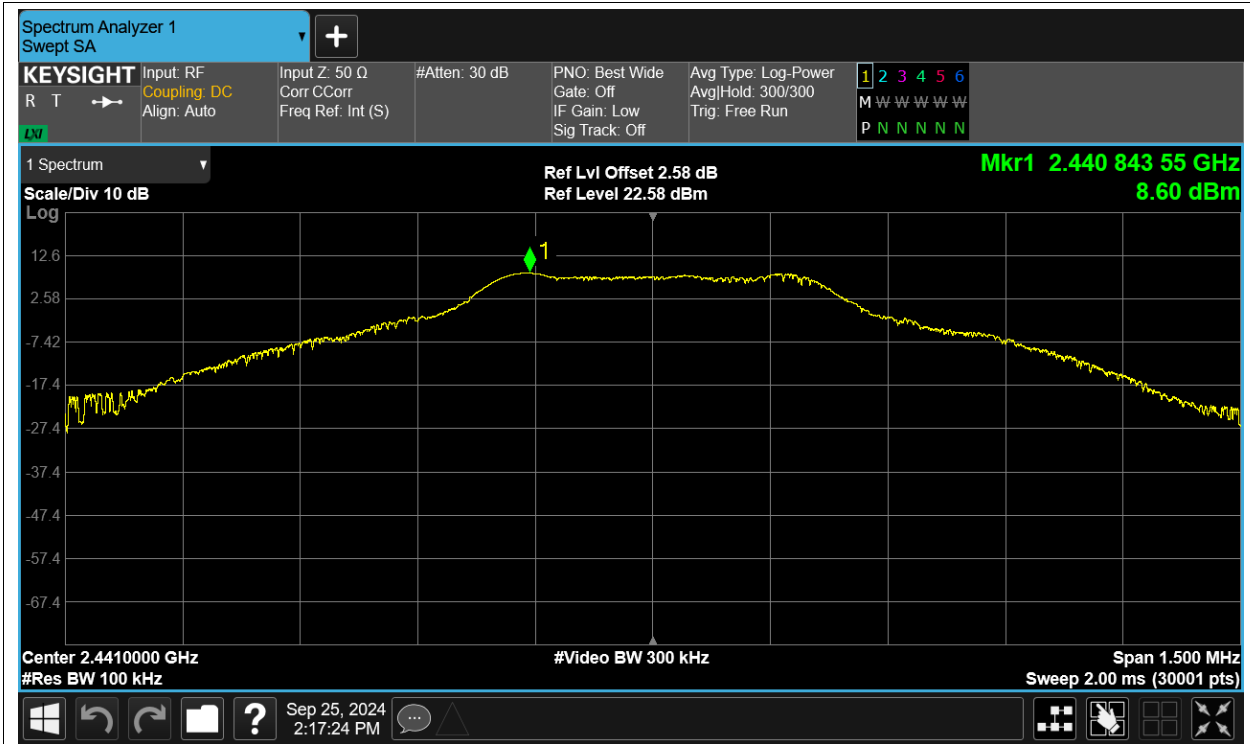 Spectrum Analyzer 1
Swept SA
KEYSIGHT
R T
LXI
Input: RF
Coupling: DC
Align: Auto
Input Z: 50 Ω
Corr CCorr
Freq Ref: Int (S)
#Atten: 30 dB
PNO: Best Wide
Gate: Off
IF Gain: Low
Sig Track: Off
Avg Type: Log-Power
Avg|Hold: 300/300
Trig: Free Run
1 2 3 4 5 6
M W W W W W
P N N N N N
1 Spectrum
Scale/Div 10 dB
Log
Ref Lvl Offset 2.58 dB
Ref Level 22.58 dBm
Mkr1 2.440 843 55 GHz
8.60 dBm
1
12.6
2.58
-7.42
-17.4
-27.4
-37.4
-47.4
-57.4
-67.4
Center 2.4410000 GHz
#Res BW 100 kHz
#Video BW 300 kHz
Span 1.500 MHz
Sweep 2.00 ms (30001 pts)
?
Sep 25, 2024
2:17:24 PM